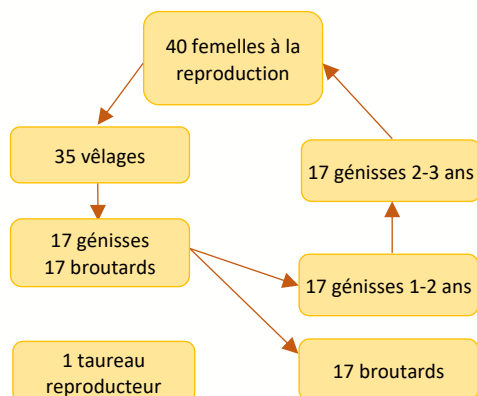 40 femelles à la
reproduction
35 vêlages
17 génisses 2-3 ans
17 génisses
17 broutards
17 génisses 1-2 ans
1 taureau
reproducteur
17 broutards